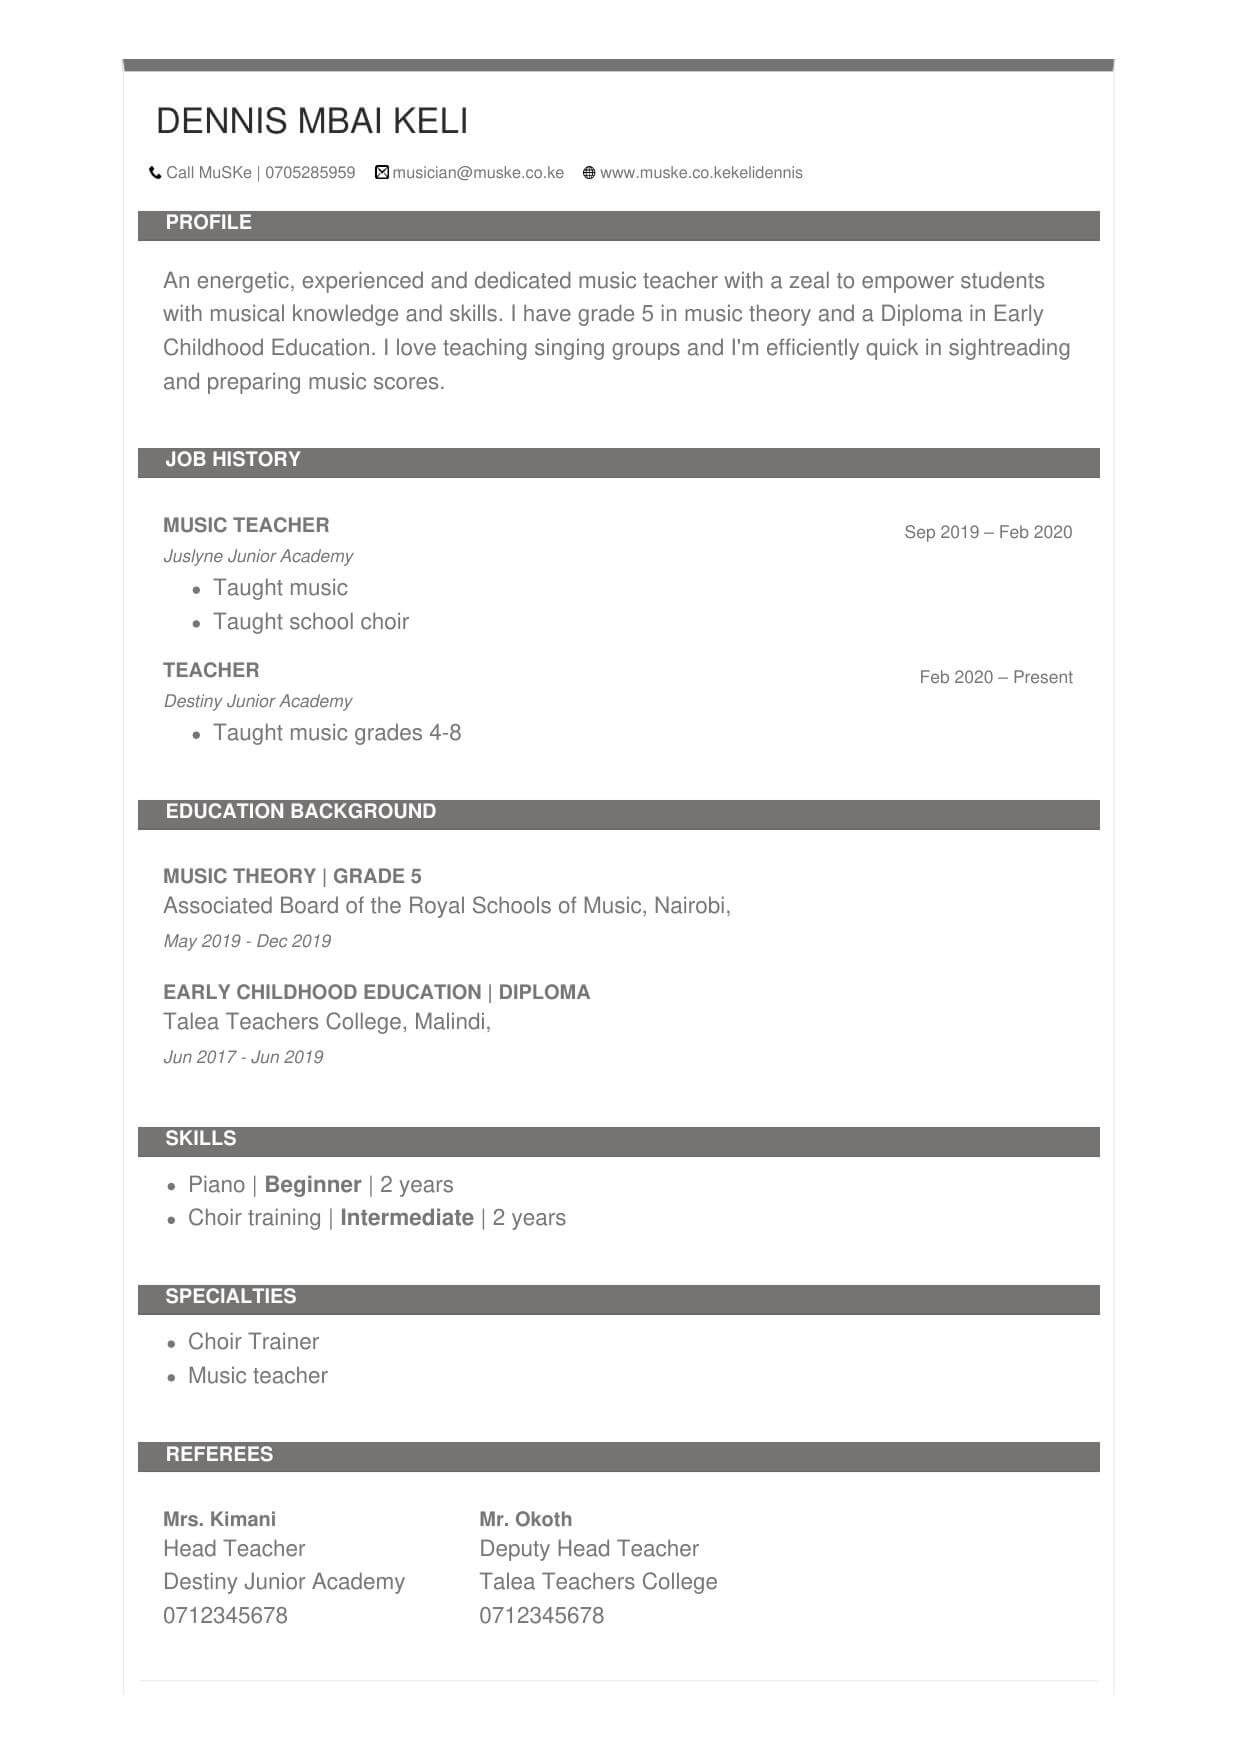 DENNIS MBAI KELI
Call MuSKe | 0705285959 musician@muske.co.ke www.muske.co.kekelidennis
PROFILE
An energetic, experienced and dedicated music teacher with a zeal to empower students
with musical knowledge and skills. I have grade 5 in music theory and a Diploma in Early
Childhood Education. I love teaching singing groups and I'm efficiently quick in sightreading
and preparing music scores.
JOB HISTORY
MUSIC TEACHER
Sep 2019 – Feb 2020
Juslyne Junior Academy
• Taught music
• Taught school choir
TEACHER
Feb 2020 – Present
Destiny Junior Academy
• Taught music grades 4-8
EDUCATION BACKGROUND
MUSIC THEORY | GRADE 5
Associated Board of the Royal Schools of Music, Nairobi,
May 2019 - Dec 2019
EARLY CHILDHOOD EDUCATION | DIPLOMA
Talea Teachers College, Malindi,
Jun 2017 - Jun 2019
SKILLS
• Piano | Beginner | 2 years
• Choir training | Intermediate | 2 years
SPECIALTIES
• Choir Trainer
• Music teacher
REFEREES
Mrs. Kimani
Head Teacher
Destiny Junior Academy
0712345678
Mr. Okoth
Deputy Head Teacher
Talea Teachers College
0712345678